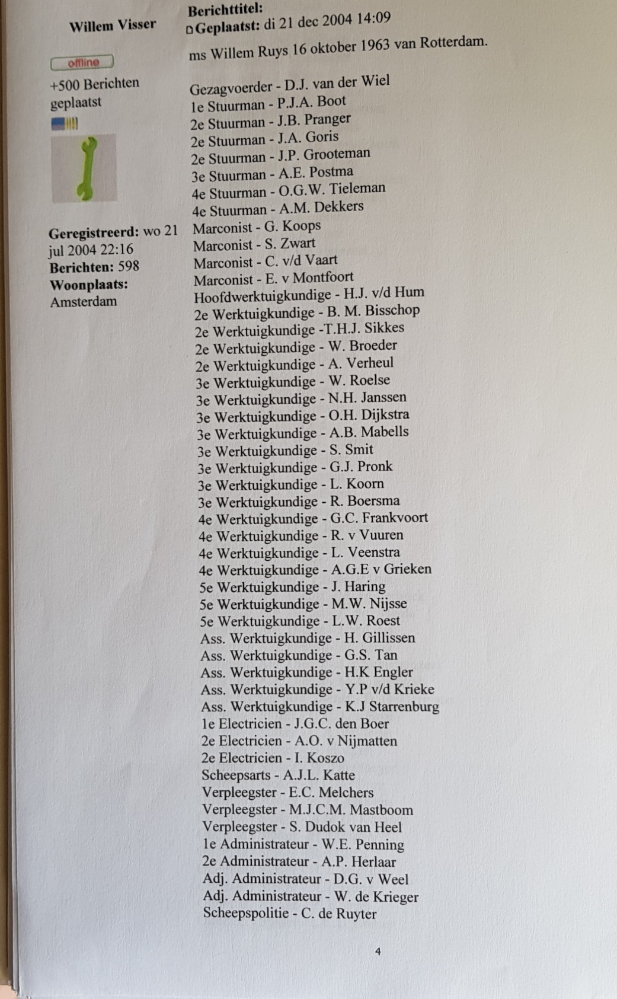 Willem Visser
offline
+500 Berichten
geplaatst
Geregistreerd: wo 21
jul 2004 22:16
Berichten: 598
Woonplaats:
Amsterdam
Berichttitel:
Geplaatst: di 21 dec 2004 14:09
ms Willem Ruys 16 oktober 1963 van Rotterdam.
Gezagvoerder - D.J. van der Wiel
1e Stuurman - P.J.A. Boot
2e Stuurman - J.B. Pranger
2e Stuurman - J.A. Goris
2e Stuurman - J.P. Grooteman
3e Stuurman - A.E. Postma
4e Stuurman - O.G.W. Tieleman
4e Stuurman - A.M. Dekkers
Marconist - G. Koops
Marconist - S. Zwart
Marconist - C. v/d Vaart
Marconist - E. v Montfoort
Hoofdwerktuigkundige - H.J. v/d Hum
2e Werktuigkundige - B. M. Bisschop
2e Werktuigkundige -T.H.J. Sikkes
2e Werktuigkundige - W. Broeder
2e Werktuigkundige - A. Verheul
3e Werktuigkundige - W. Roelse
3e Werktuigkundige - N.H. Janssen
3e Werktuigkundige - O.H. Dijkstra
3e Werktuigkundige - A.B. Mabells
3e Werktuigkundige - S. Smit
3e Werktuigkundige - G.J. Pronk
3e Werktuigkundige - L. Koorn
3e Werktuigkundige - R. Boersma
4e Werktuigkundige - G.C. Frankvoort
4e Werktuigkundige - R. v Vuuren
4e Werktuigkundige - L. Veenstra
4e Werktuigkundige - A.G.E v Grieken
5e Werktuigkundige - J. Haring
5e Werktuigkundige - M.W. Nijsse
5e Werktuigkundige - L.W. Roest
Ass. Werktuigkundige - H. Gillissen
Ass. Werktuigkundige - G.S. Tan
Ass. Werktuigkundige - H.K Engler
Ass. Werktuigkundige - Y.P v/d Krieke
Ass. Werktuigkundige - K.J Starrenburg
1e Electricien - J.G.C. den Boer
2e Electricien - A.O. v Nijmatten
2e Electricien - I. Koszo
Scheepsarts - A.J.L. Katte
Verpleegster - E.C. Melchers
Verpleegster - M.J.C.M. Mastboom
Verpleegster - S. Dudok van Heel
1e Administrateur - W.E. Penning
2e Administrateur - A.P. Herlaar
Adj. Administrateur - D.G. v Weel
Adj. Administrateur - W. de Krieger
Scheepspolitie - C. de Ruyter
4